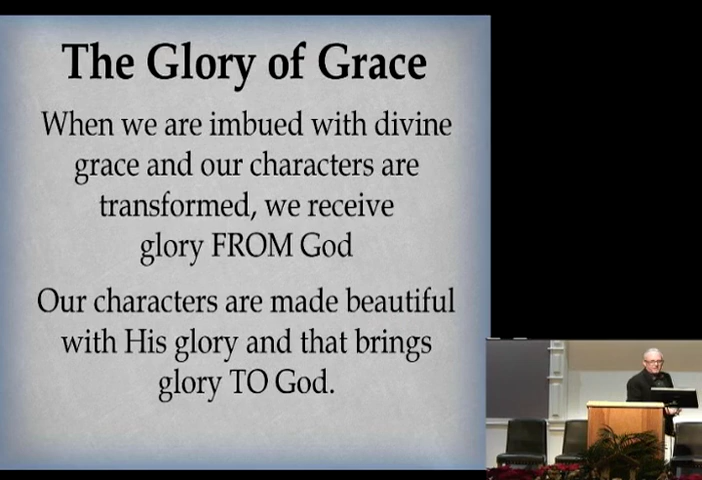 The Glory of Grace
When we are imbued with divine
grace and our characters are
transformed, we receive
glory FROM God
Our characters are made beautiful
with His glory and that brings
glory TO God.